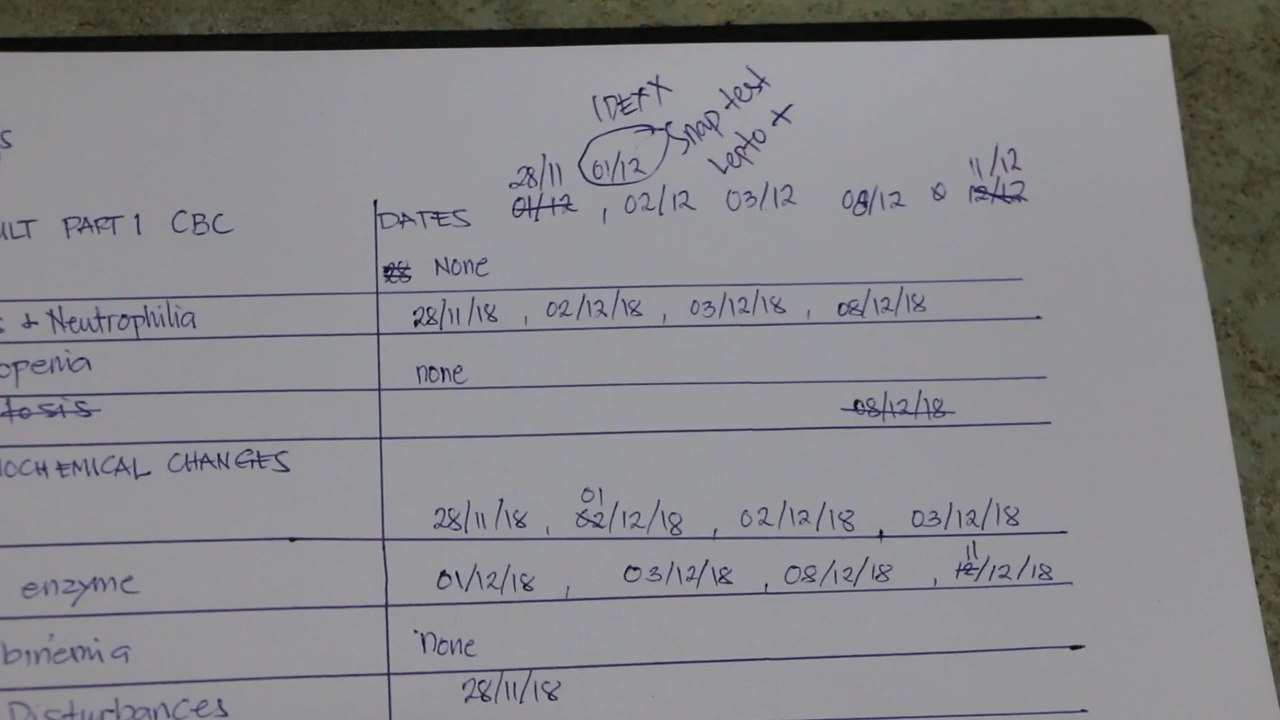 IDEXX
01/12 Snap test
Lepto x
28/11 11/12
01/12 , 02/12 03/12 08/12 & 12/12
ULT PART 1 CBC DATES
28 None
s + Neutrophilia 28/11/18 , 02/12/18 , 03/12/18 , 08/12/18
openia none
tosis 08/12/18
OCHEMICAL CHANGES
01
28/11/18 , 02/12/18 , 02/12/18 , 03/12/18
11
enzyme 01/12/18 , 03/12/18 , 08/12/18 , 12/12/18
binemia None
Disturbances 28/11/18